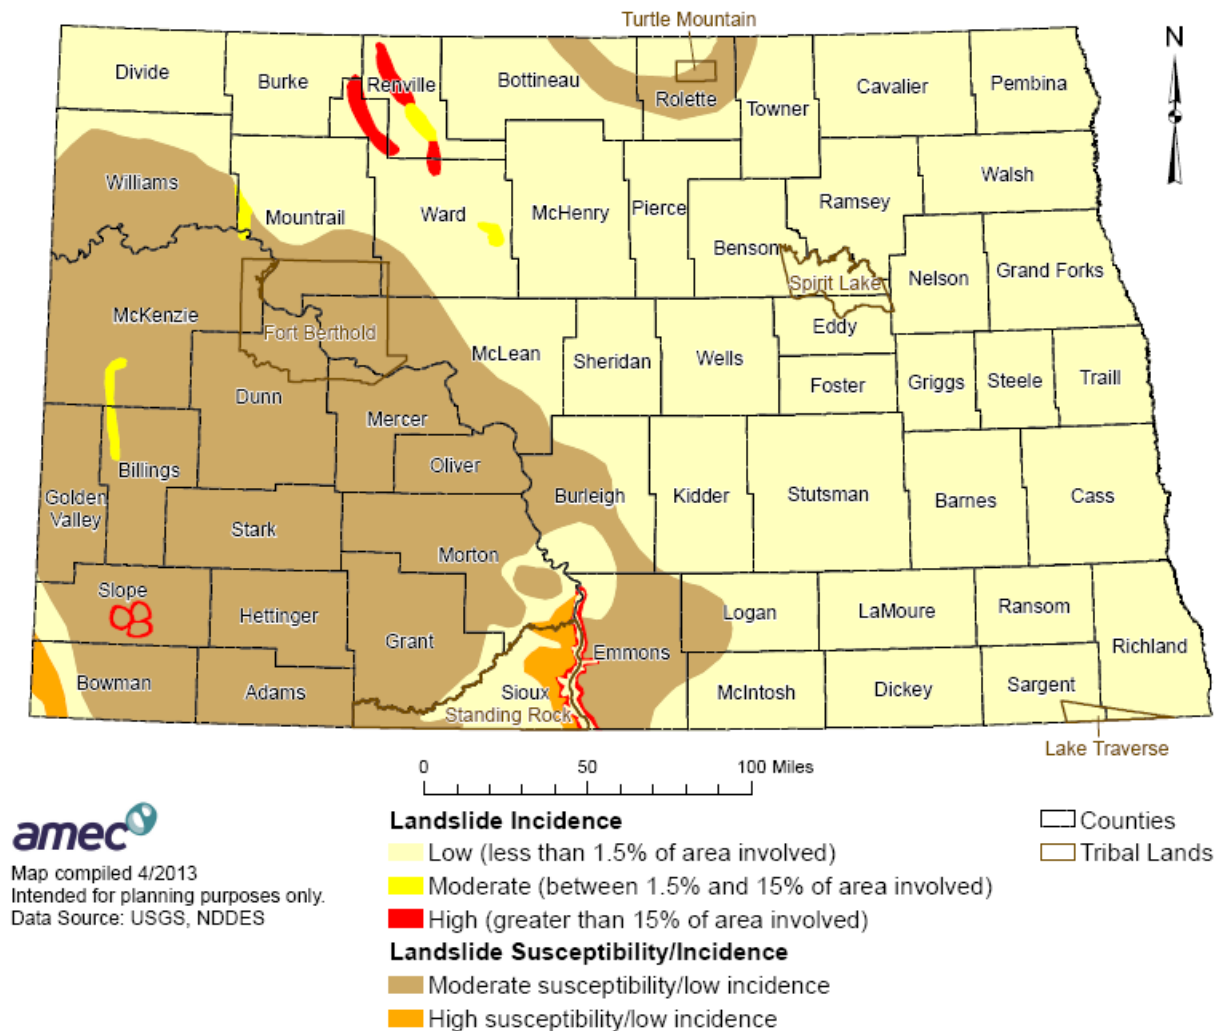 Turtle Mountain
N
Divide
Burke
Renville
Bottineau
Rolette
Towner
Cavalier
Pembina
Williams
Mountrail
Ward
McHenry
Pierce
Benson
Ramsey
Walsh
Spirit Lake
Nelson
Grand Forks
McKenzie
Fort Berthold
McLean
Sheridan
Wells
Eddy
Foster
Griggs
Steele
Traill
Dunn
Mercer
Oliver
Billings
Golden
Valley
Stark
Morton
Burleigh
Kidder
Stutsman
Barnes
Cass
Slope
Hettinger
Grant
Emmons
Logan
LaMoure
Ransom
Richland
Bowman
Adams
Sioux
Standing Rock
McIntosh
Dickey
Sargent
Lake Traverse
0 50 100 Miles
amec
Map compiled 4/2013
Intended for planning purposes only.
Data Source: USGS, NDDES
Landslide Incidence
Low (less than 1.5% of area involved)
Moderate (between 1.5% and 15% of area involved)
High (greater than 15% of area involved)
Landslide Susceptibility/Incidence
Moderate susceptibility/low incidence
High susceptibility/low incidence
Counties
Tribal Lands